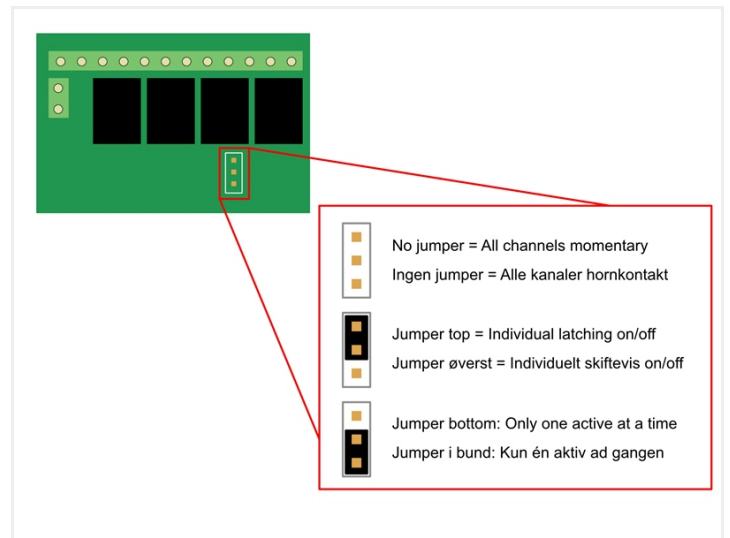 No jumper = All channels momentary
Ingen jumper = Alle kanaler hornkontakt
Jumper top = Individual latching on/off
Jumper øverst = Individuelt skiftevis on/off
Jumper bottom: Only one active at a time
Jumper i bund: Kun én aktiv ad gangen